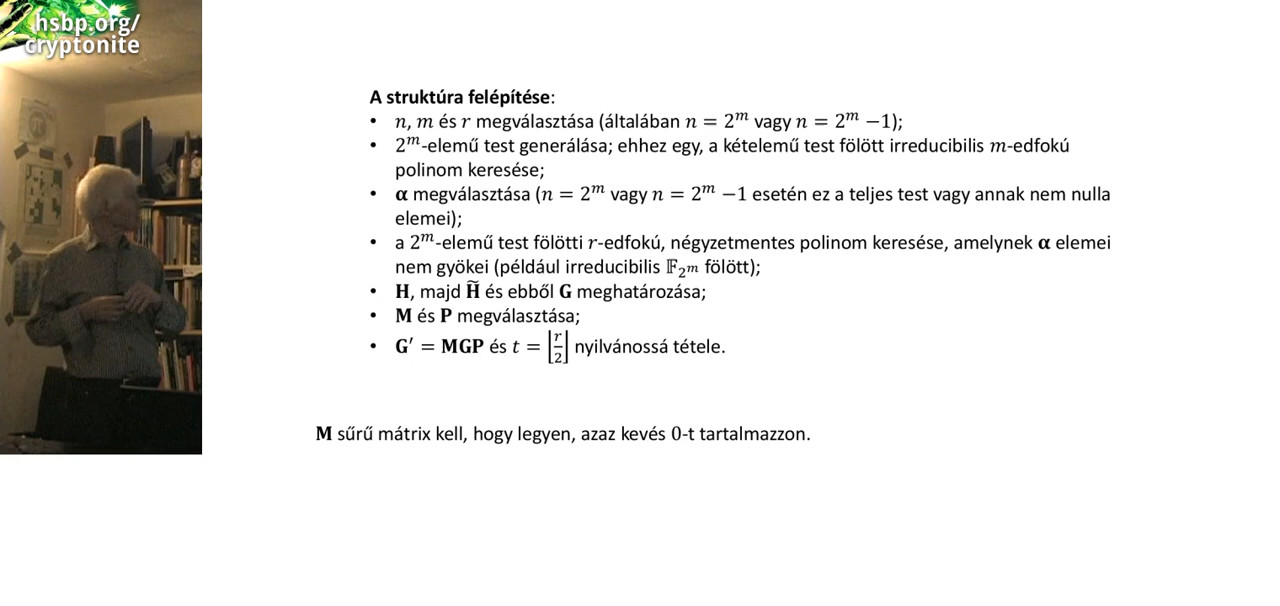 hsbp.org/
cryptonite
A struktúra felépítése:
• n, m és r megválasztása (általában n = 2^m vagy n = 2^m −1);
• 2^m-elemű test generálása; ehhez egy, a kételemű test fölött irreducibilis m-edfokú
polinom keresése;
• α megválasztása (n = 2^m vagy n = 2^m −1 esetén ez a teljes test vagy annak nem nulla
elemei);
• a 2^m-elemű test fölötti r-edfokú, négyzetmentes polinom keresése, amelynek α elemei
nem gyökei (például irreducibilis 𝔽_{2^m} fölött);
• H, majd H̃ és ebből G meghatározása;
• M és P megválasztása;
• G′ = MGP és t = ⌊r/2⌋ nyilvánossá tétele.
M sűrű mátrix kell, hogy legyen, azaz kevés 0-t tartalmazzon.